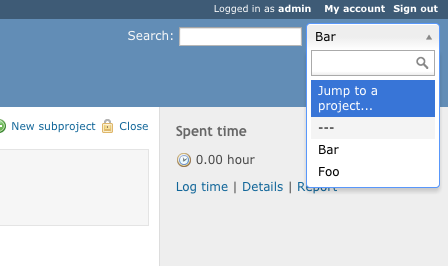 Logged in as admin My account Sign out
Search:
Bar
Jump to a
project...
---
Bar
Foo
New subproject Close
Spent time
0.00 hour
Log time | Details | Report